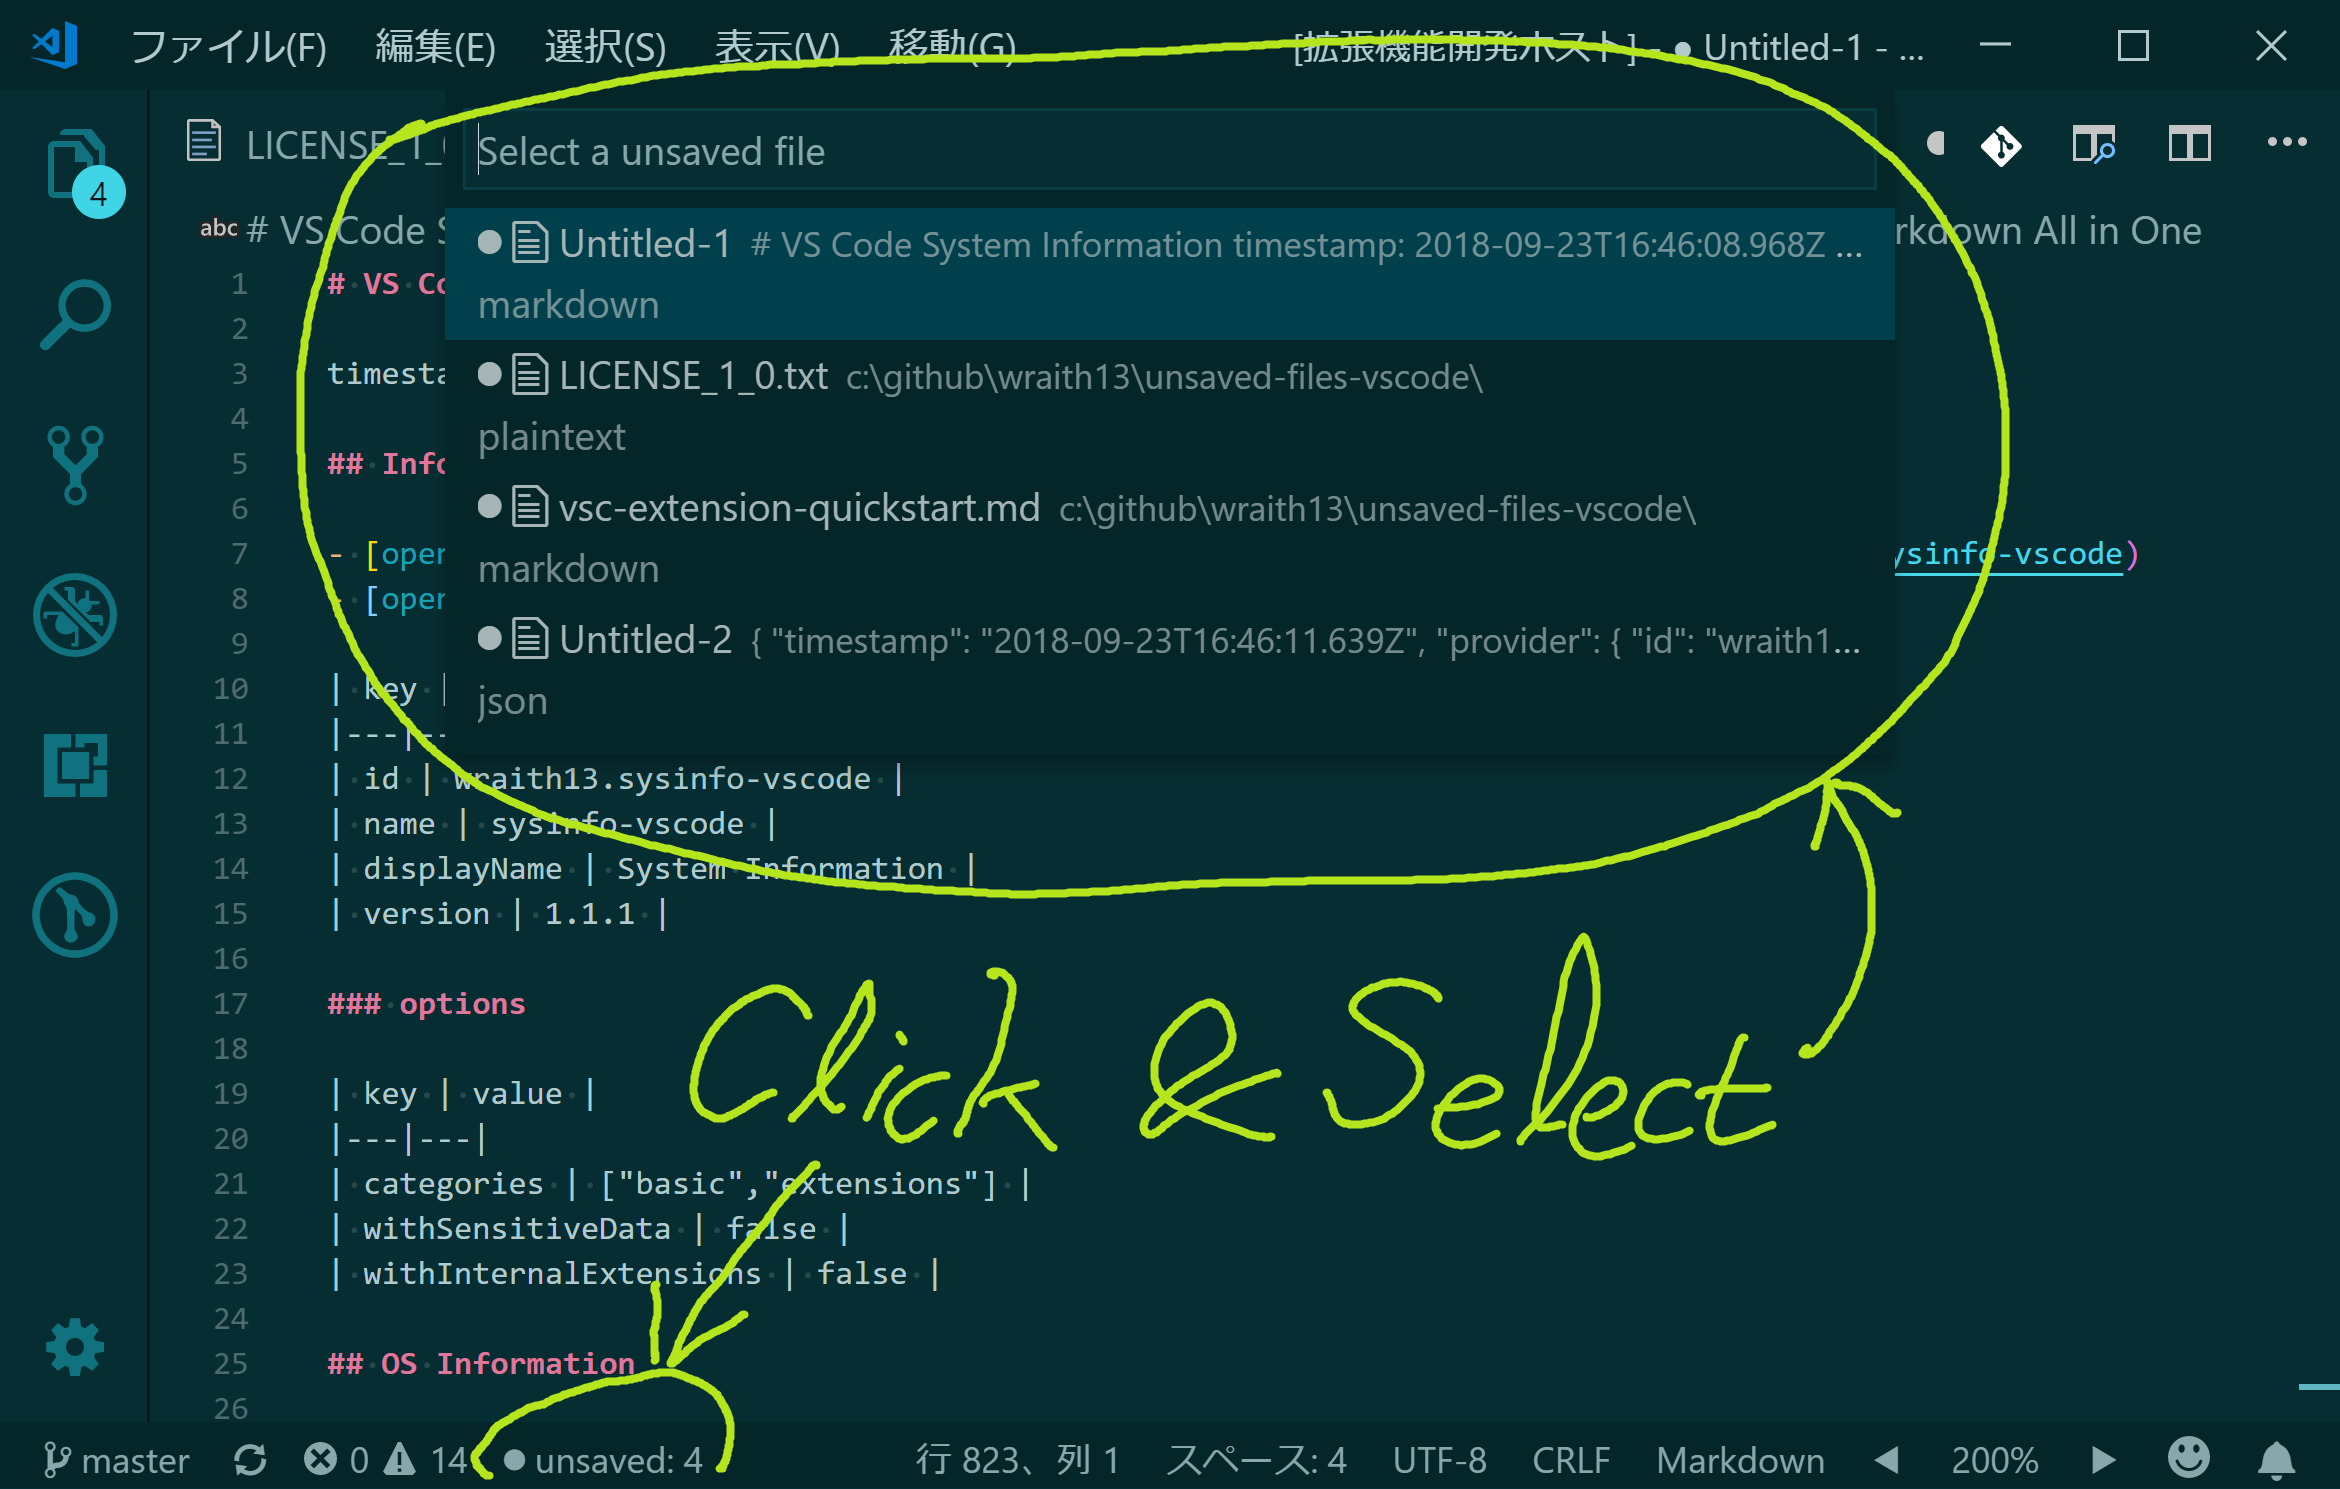 ファイル(F) 編集(E) 選択(S) 表示(V) 移動(G) [拡張機能開発ホスト] - ● Untitled-1 - ...
4
LICENSE_1_
Select a unsaved file
abc # VS Code
rkdown All in One
● Untitled-1 # VS Code System Information timestamp: 2018-09-23T16:46:08.968Z ...
markdown
● LICENSE_1_0.txt c:\github\wraith13\unsaved-files-vscode\
plaintext
● vsc-extension-quickstart.md c:\github\wraith13\unsaved-files-vscode\
markdown
● Untitled-2 { "timestamp": "2018-09-23T16:46:11.639Z", "provider": { "id": "wraith1...
json
1 # VS Co
2
3 timesta
4
5 ## Info
6
7 - [oper ysinfo-vscode)
8 - [oper
9
10 | key |
11 |---|--
12 | id | wraith13.sysinfo-vscode |
13 | name | sysinfo-vscode |
14 | displayName | System Information |
15 | version | 1.1.1 |
16
17 ### options
18
19 | key | value |
20 |---|---|
21 | categories | ["basic","extensions"] |
22 | withSensitiveData | false |
23 | withInternalExtensions | false |
24
25 ## OS Information
26
Click & Select
master 0 14 ● unsaved: 4 行 823、列 1 スペース: 4 UTF-8 CRLF Markdown ◀ 200% ▶